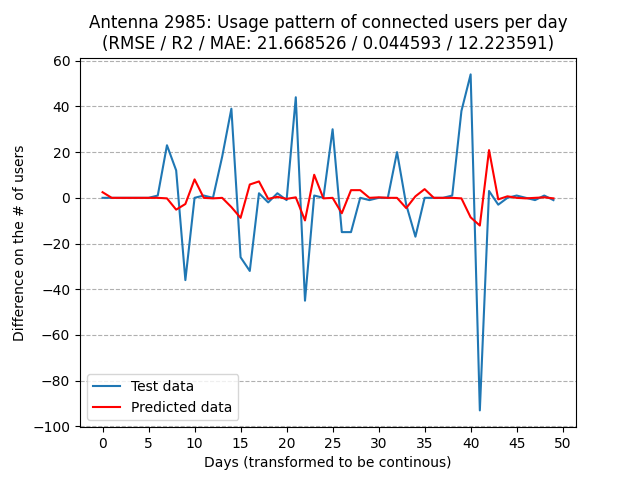 Antenna 2985: Usage pattern of connected users per day
(RMSE / R2 / MAE: 21.668526 / 0.044593 / 12.223591)
60
40
20
0
−20
−40
−60
−80
−100
Difference on the # of users
Test data
Predicted data
0 5 10 15 20 25 30 35 40 45 50
Days (transformed to be continous)